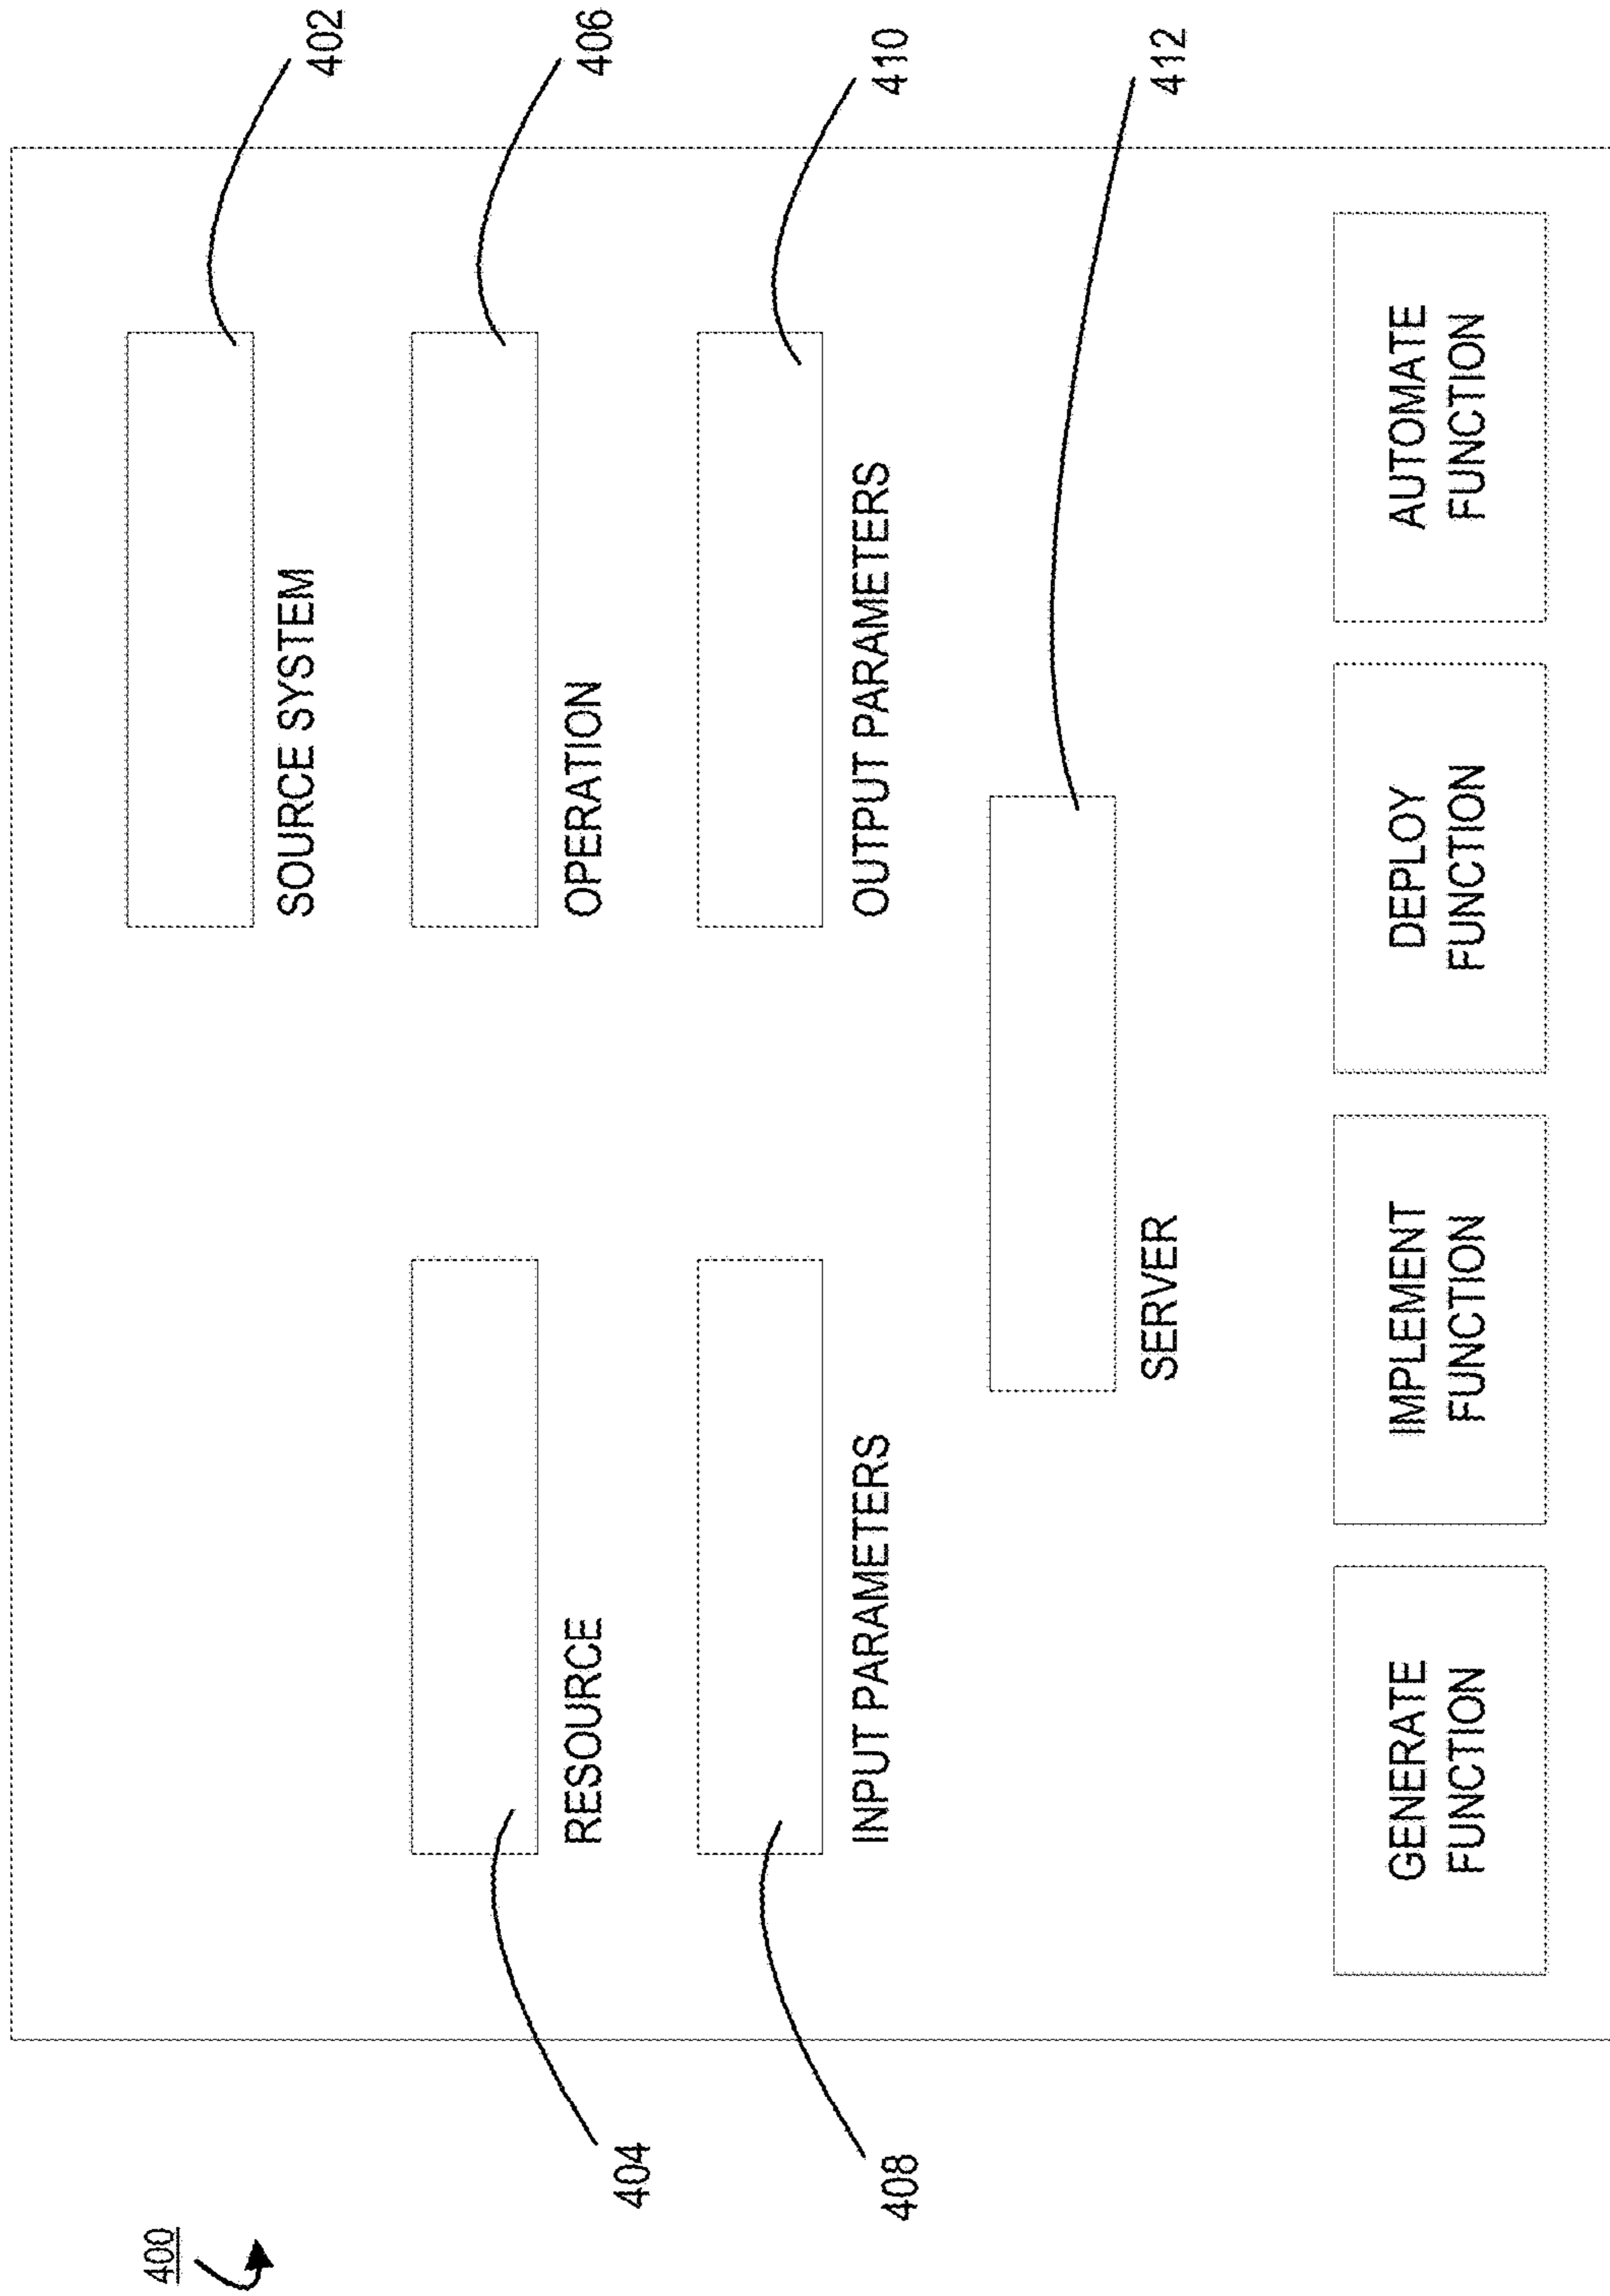 400
402
SOURCE SYSTEM
404
406
RESOURCE
OPERATION
408
410
INPUT PARAMETERS
OUTPUT PARAMETERS
412
SERVER
GENERATE
FUNCTION
IMPLEMENT
FUNCTION
DEPLOY
FUNCTION
AUTOMATE
FUNCTION